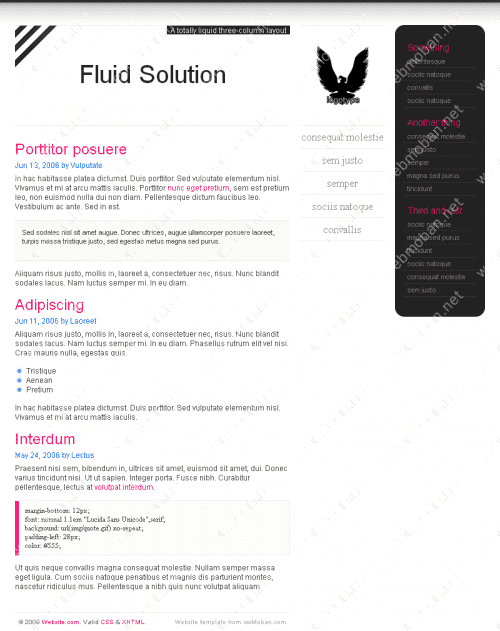 A totally liquid three-column layout
Fluid Solution
logotype
Porttitor posuere
Jun 13, 2006 by Vulputate
In hac habitasse platea dictumst. Duis porttitor. Sed vulputate elementum nisl.
Vivamus et mi at arcu mattis iaculis. Porttitor nunc eget pretium, sem est pretium
leo, non euismod nulla dui non diam. Pellentesque dictum faucibus leo.
Vestibulum ac ante. Sed in est.
Sed sodales nisl sit amet augue. Donec ultrices, augue ullamcorper posuere laoreet,
turpis massa tristique justo, sed egestas metus magna sed purus.
Aliquam risus justo, mollis in, laoreet a, consectetuer nec, risus. Nunc blandit
sodales lacus. Nam luctus semper mi. In eu diam.
Adipiscing
Jun 11, 2006 by Laoreet
Aliquam risus justo, mollis in, laoreet a, consectetuer nec, risus. Nunc blandit
sodales lacus. Nam luctus semper mi. In eu diam. Phasellus rutrum elit vel nisi.
Cras mauris nulla, egestas quis.
Tristique
Aenean
Pretium
In hac habitasse platea dictumst. Duis porttitor. Sed vulputate elementum nisl.
Vivamus et mi at arcu mattis iaculis.
Interdum
May 24, 2006 by Lectus
Praesent nisi sem, bibendum in, ultrices sit amet, euismod sit amet, dui. Donec
varius tincidunt nisi. Ut ut sapien. Integer porta. Fusce nibh. Curabitur
pellentesque, lectus at volutpat interdum.
margin-bottom: 12px;
font: normal 1.1em "Lucida Sans Unicode",serif;
background: url(img/quote.gif) no-repeat;
padding-left: 28px;
color: #555;
Ut quis neque convallis magna consequat molestie. Nullam semper massa
eget ligula. Cum sociis natoque penatibus et magnis dis parturient montes,
nascetur ridiculus mus. Pellentesque a nibh quis nunc volutpat aliquam.
© 2006 Website.com. Valid CSS & XHTML.
Website template from cssMoban.com
consequat molestie
sem justo
semper
sociis natoque
convallis
Something
pellentesque
sociis natoque
convallis
sociis natoque
Another thing
consequat molestie
sem justo
semper
magna sed purus
tincidunt
Third and last
sociis natoque
magna sed purus
tincidunt
sociis natoque
consequat molestie
sem justo
webmoban.net
webmoban.net
webmoban.net